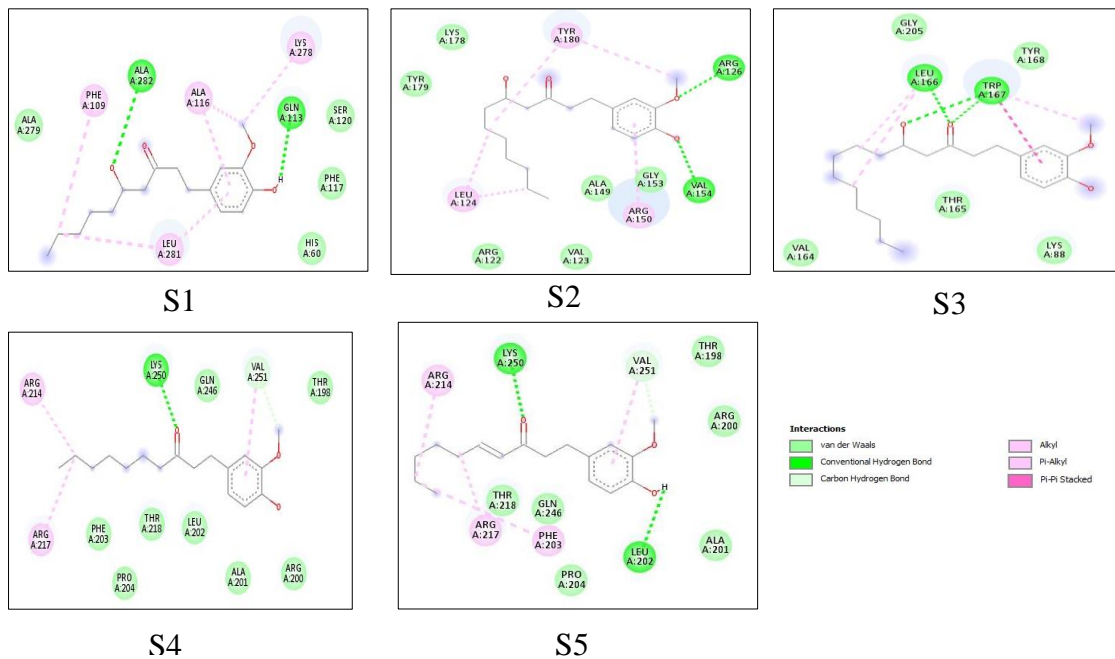 LYS
A:278
ALA
A:282
PHE
A:109
ALA
A:116
GLN
A:113
SER
A:120
ALA
A:279
PHE
A:117
H
LEU
A:281
HIS
A:60
S1
LYS
A:178
TYR
A:180
ARG
A:126
TYR
A:179
LEU
A:124
ALA
A:149
GLY
A:153
VAL
A:154
ARG
A:150
ARG
A:122
VAL
A:123
S2
GLY
A:205
TYR
A:168
LEU
A:166
TRP
A:167
THR
A:165
VAL
A:164
LYS
A:88
S3
LYS
A:250
GLN
A:246
VAL
A:251
THR
A:198
ARG
A:214
ARG
A:217
PHE
A:203
THR
A:218
LEU
A:202
PRO
A:204
ALA
A:201
ARG
A:200
S4
LYS
A:250
VAL
A:251
THR
A:198
ARG
A:214
ARG
A:200
H
THR
A:218
GLN
A:246
ARG
A:217
PHE
A:203
LEU
A:202
ALA
A:201
PRO
A:204
S5
Interactions
van der Waals
Conventional Hydrogen Bond
Carbon Hydrogen Bond
Alkyl
Pi-Alkyl
Pi-Pi Stacked